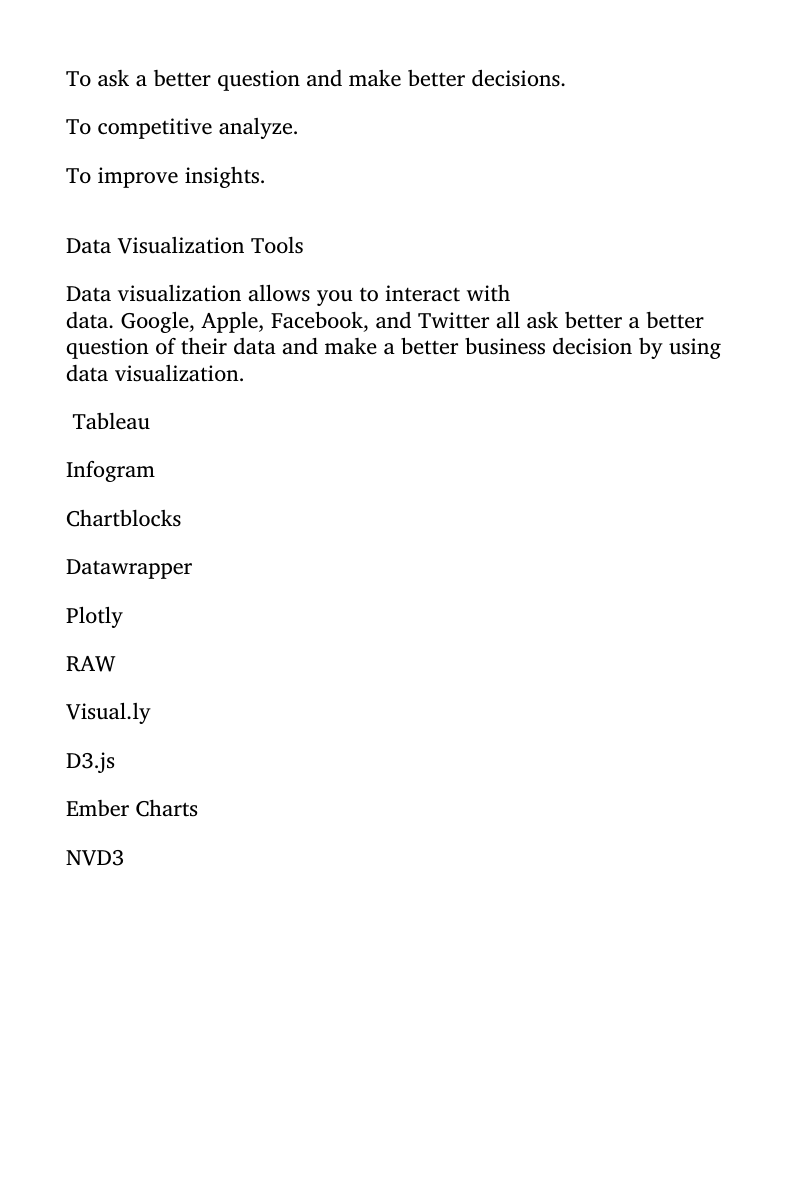 To ask a better question and make better decisions.
To competitive analyze.
To improve insights.
Data Visualization Tools
Data visualization allows you to interact with
data. Google, Apple, Facebook, and Twitter all ask better a better
question of their data and make a better business decision by using
data visualization.
Tableau
Infogram
Chartblocks
Datawrapper
Plotly
RAW
Visual.ly
D3.js
Ember Charts
NVD3